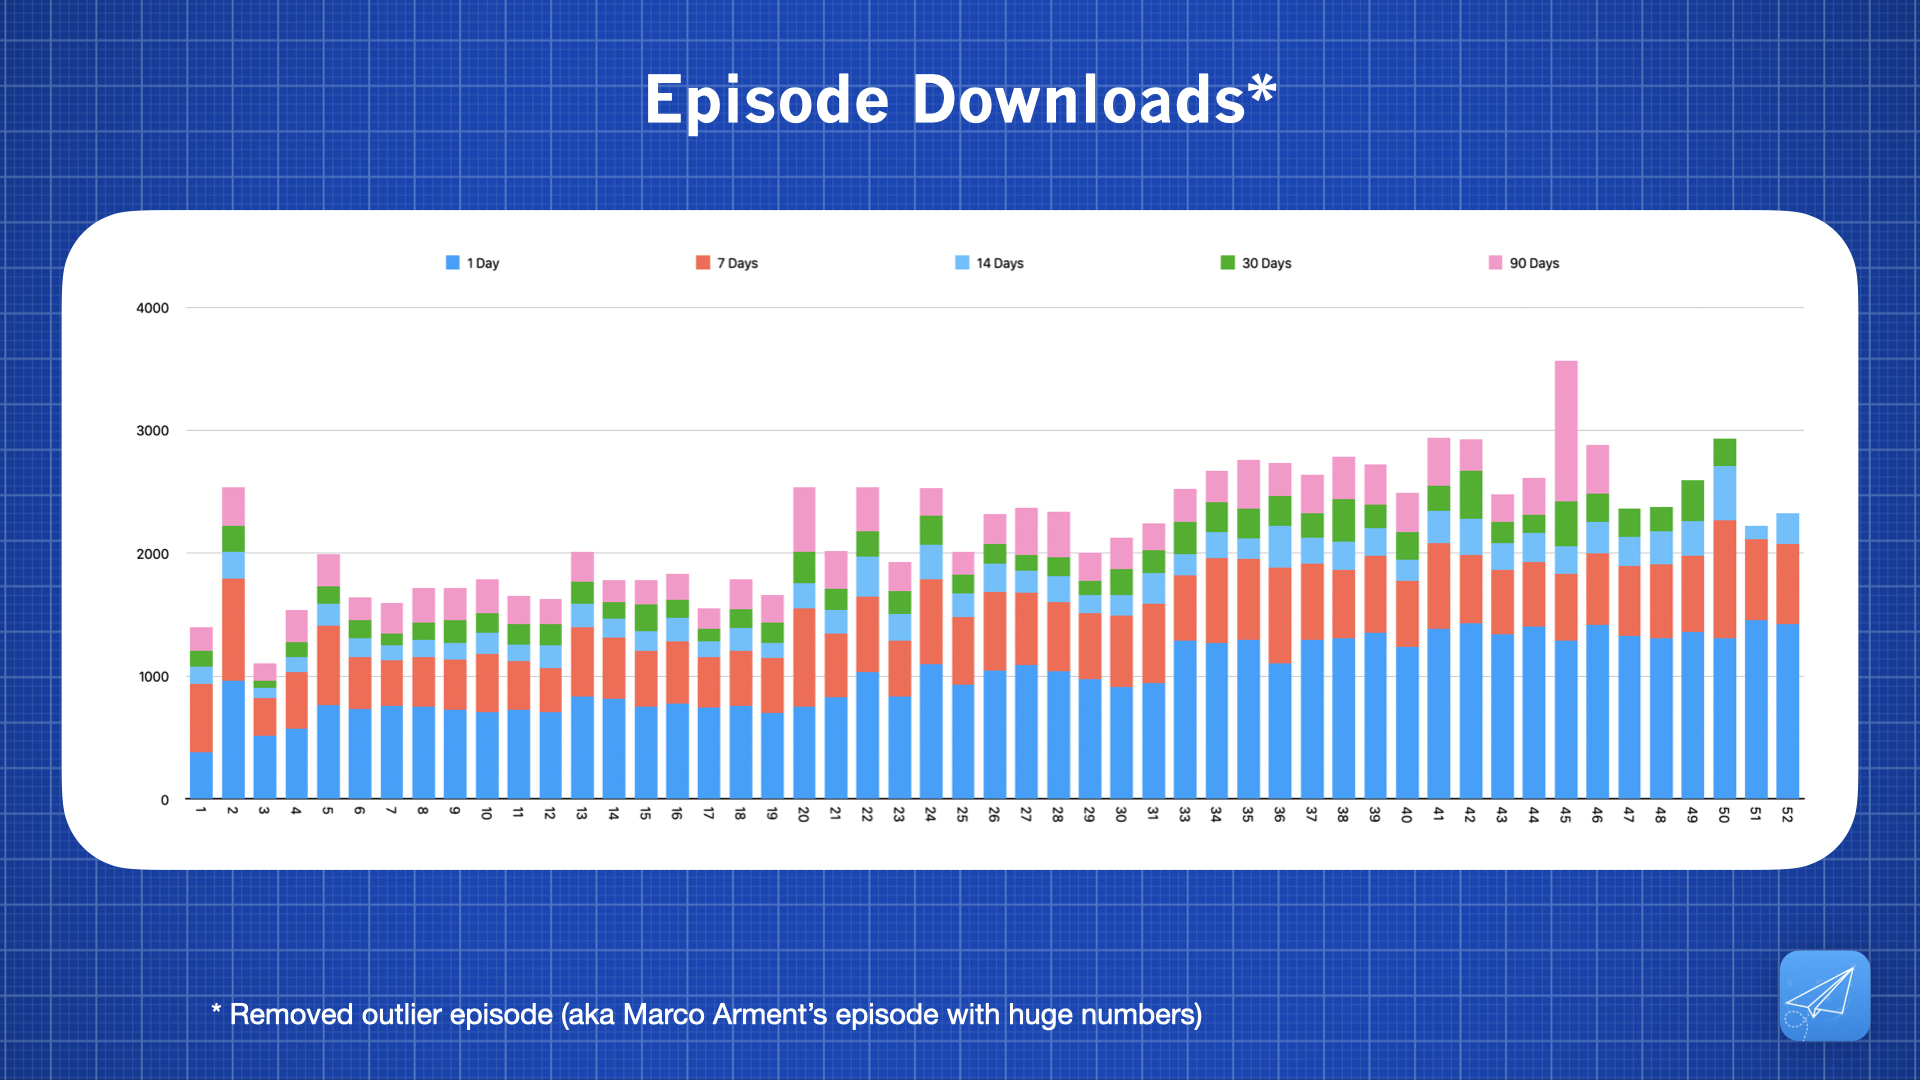 Episode Downloads*
1 Day 7 Days 14 Days 30 Days 90 Days
4000
3000
2000
1000
0
1 2 3 4 5 6 7 8 9 10 11 12 13 14 15 16 17 18 19 20 21 22 23 24 25 26 27 28 29 30 31 33 34 35 36 37 38 39 40 41 42 43 44 45 46 47 48 49 50 51 52
* Removed outlier episode (aka Marco Arment’s episode with huge numbers)